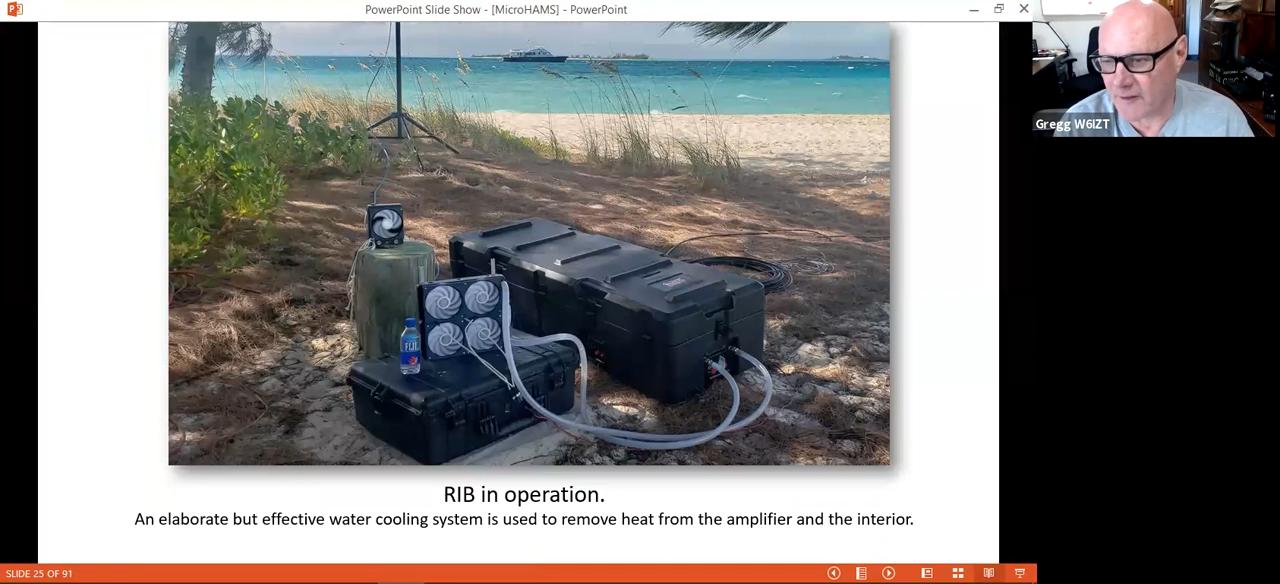 PowerPoint Slide Show - [MicroHAMS] - PowerPoint
Gregg W6IZT
FIJI
RIB in operation.
An elaborate but effective water cooling system is used to remove heat from the amplifier and the interior.
SLIDE 25 OF 91